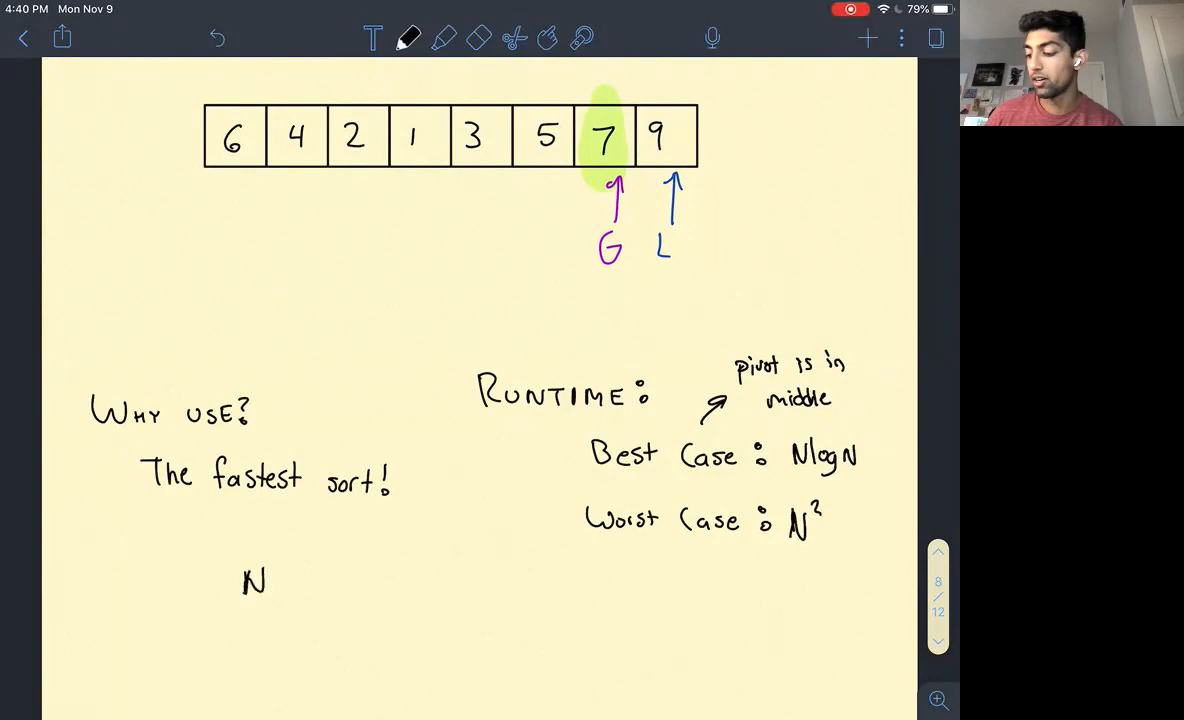 4:40 PM Mon Nov 9
79%
T
6 4 2 1 3 5 7 9
G L
pivot is in
middle
RUNTIME:
WHY USE?
Best Case : NlogN
The fastest sort!
Worst Case : N²
N
8
/
12